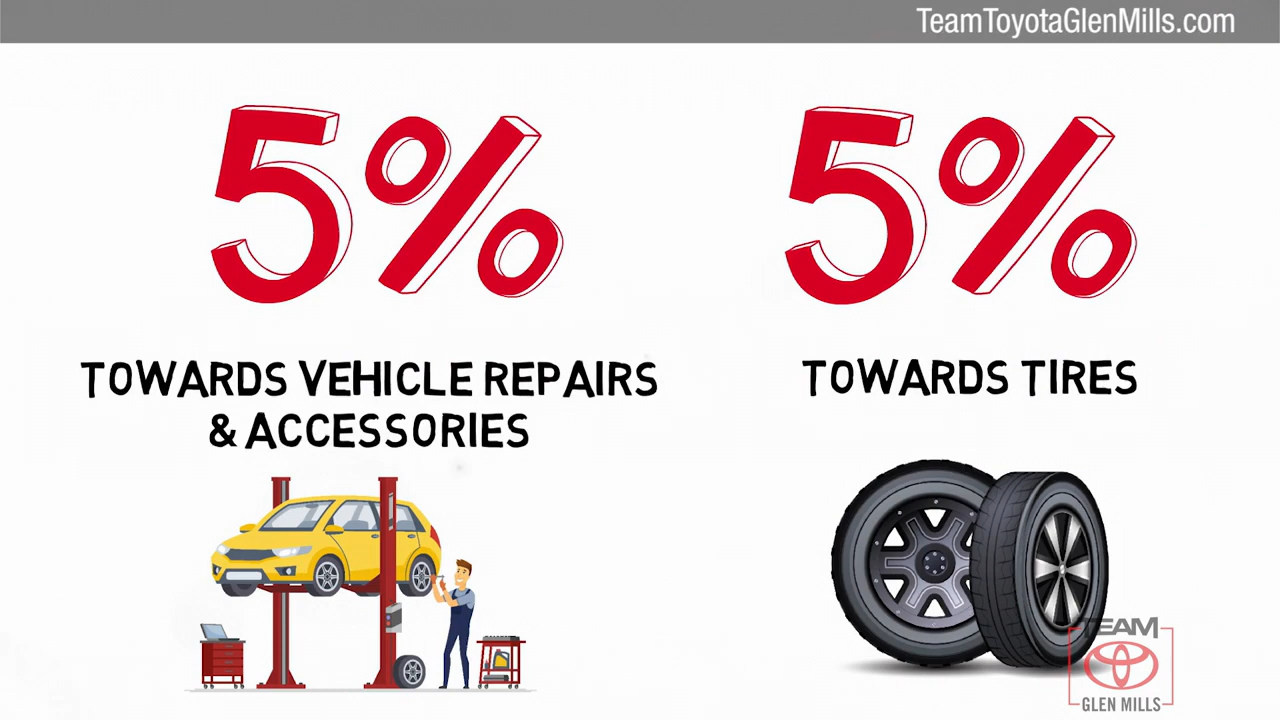 TeamToyotaGlenMills.com
5%
TOWARDS VEHICLE REPAIRS
& ACCESSORIES
5%
TOWARDS TIRES
TEAM
GLEN MILLS